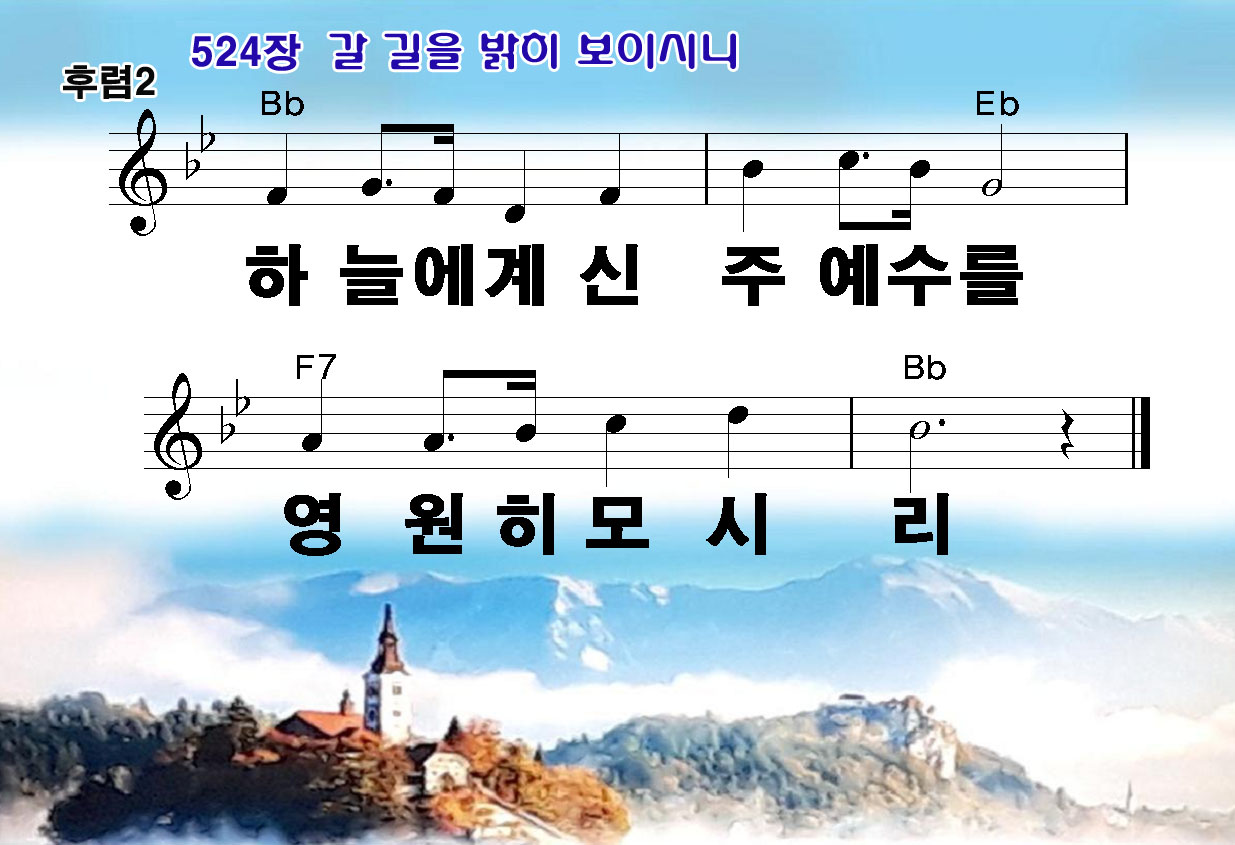 524장 갈 길을 밝히 보이시니
후렴2
Bb Eb
하 늘에계 신 주 예수를
F7 Bb
영 원히모 시 리